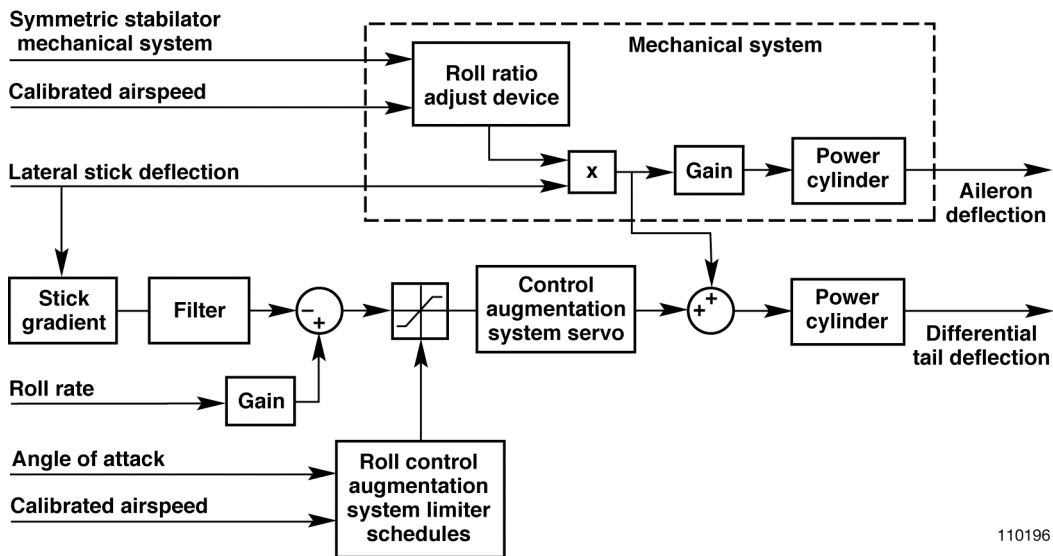 Symmetric stabilator
mechanical system
Mechanical system
Roll ratio
adjust device
Calibrated airspeed
Lateral stick deflection
x
Gain
Power
cylinder
Aileron
deflection
Stick
gradient
Filter
−
+
Control
augmentation
system servo
+
+
Power
cylinder
Differential
tail deflection
Roll rate
Gain
Angle of attack
Calibrated airspeed
Roll control
augmentation
system limiter
schedules
110196